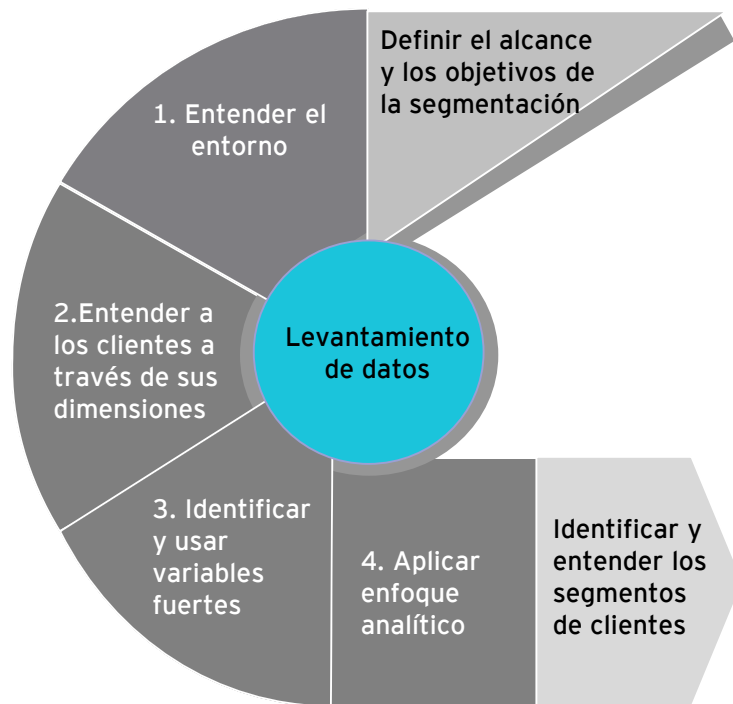 Definir el alcance
y los objetivos de
la segmentación
1. Entender el
entorno
2.Entender a
los clientes a
través de sus
dimensiones
Levantamiento
de datos
3. Identificar
y usar
variables
fuertes
4. Aplicar
enfoque
analítico
Identificar y
entender los
segmentos
de clientes